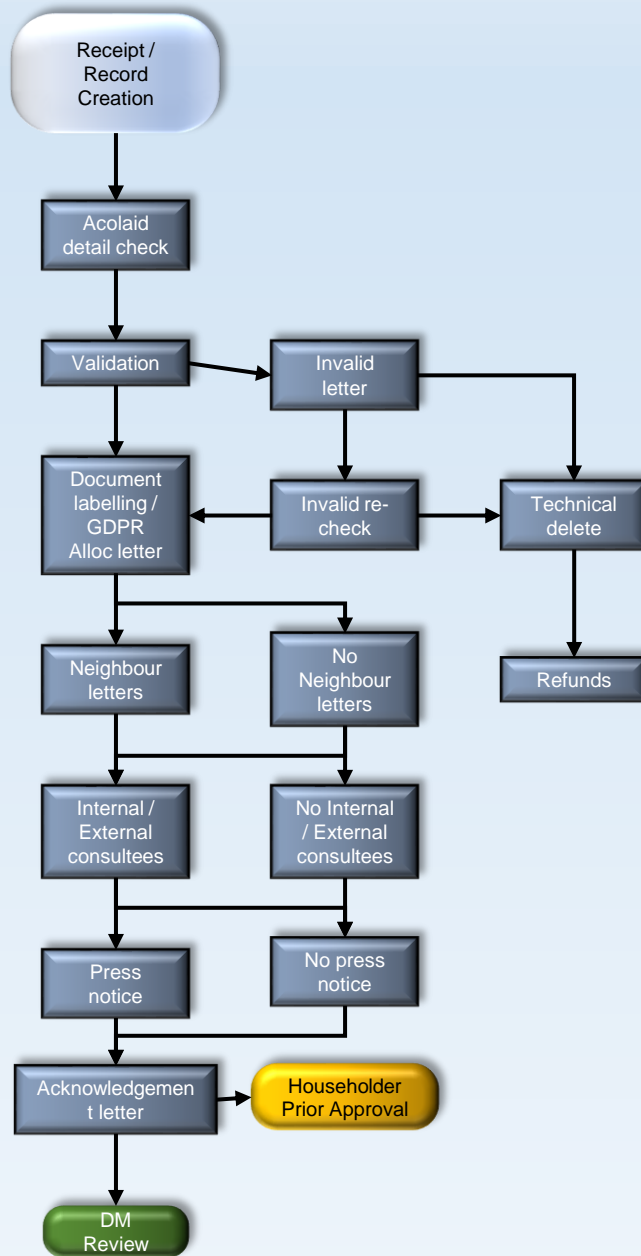 Receipt /
Record
Creation
Acolaid
detail check
Validation
Invalid
letter
Document
labelling /
GDPR
Alloc letter
Invalid re-
check
Technical
delete
Neighbour
letters
No
Neighbour
letters
Refunds
Internal /
External
consultees
No Internal
/ External
consultees
Press
notice
No press
notice
Acknowledgemen
t letter
Householder
Prior Approval
DM
Review